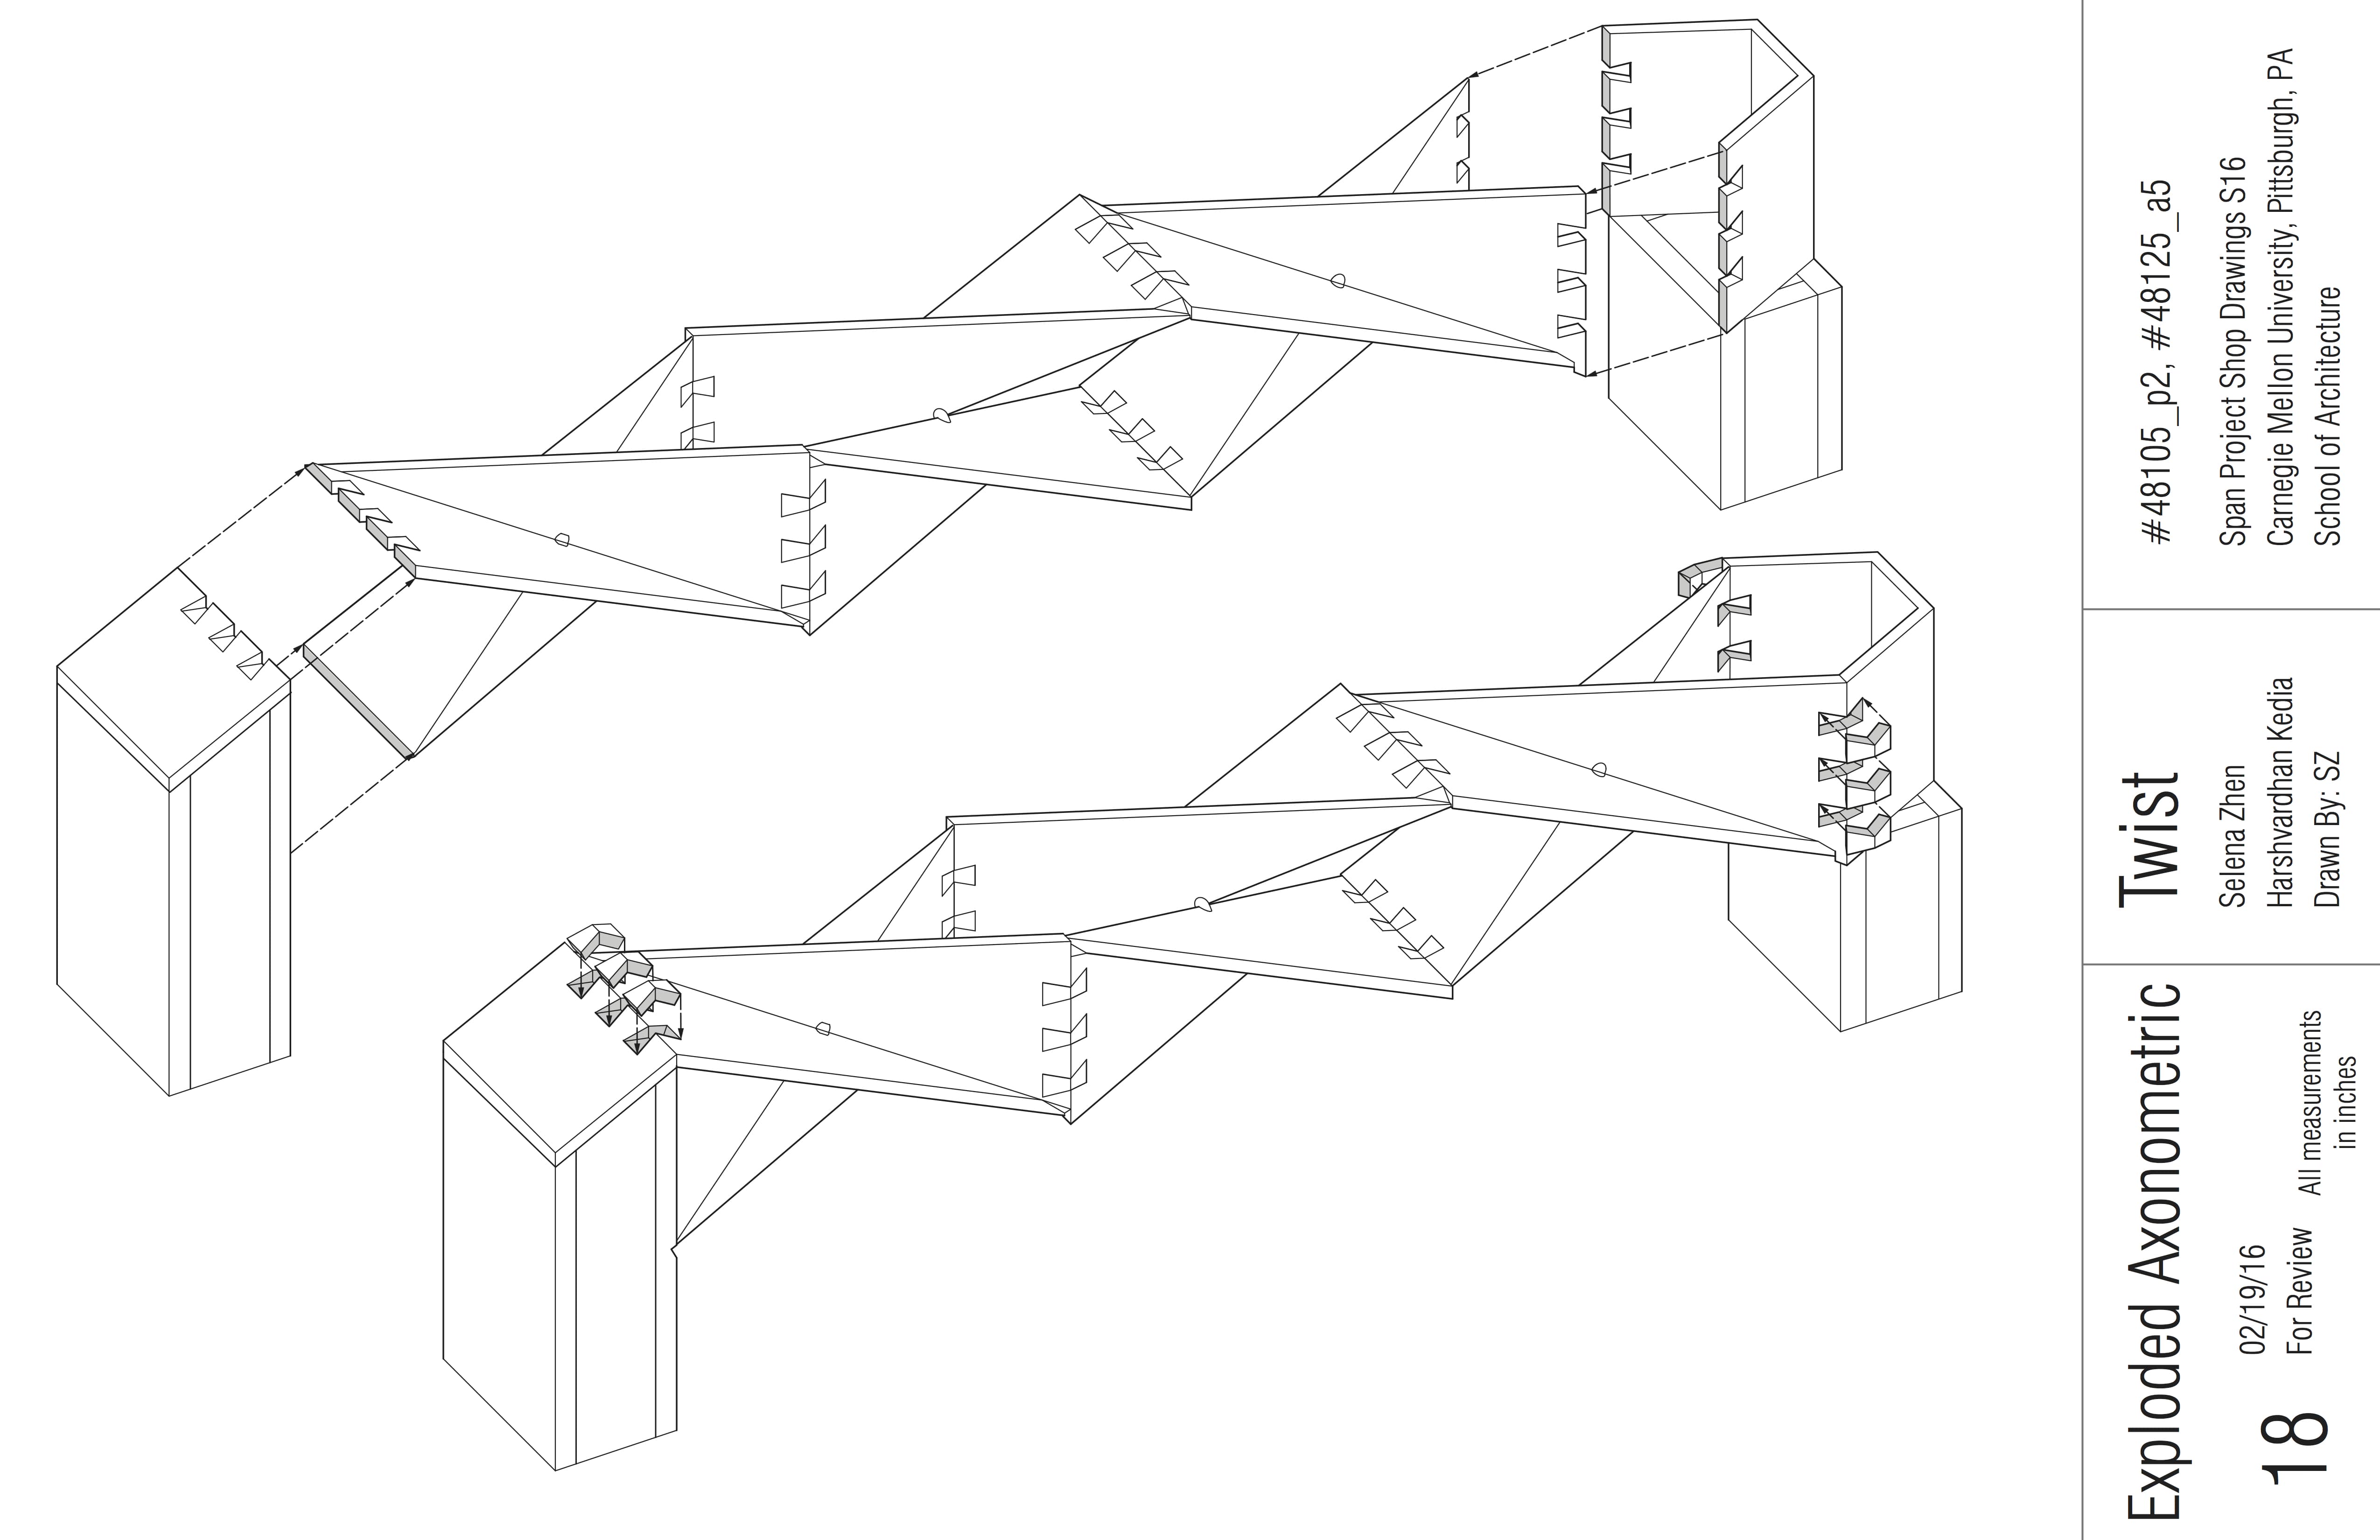 Exploded Axonometric
18
02/19/16
For Review
All measurements
in inches
Twist
Selena Zhen
Harshvardhan Kedia
Drawn By: SZ
#48105_p2, #48125_a5
Span Project Shop Drawings S16
Carnegie Mellon University, Pittsburgh, PA
School of Architecture